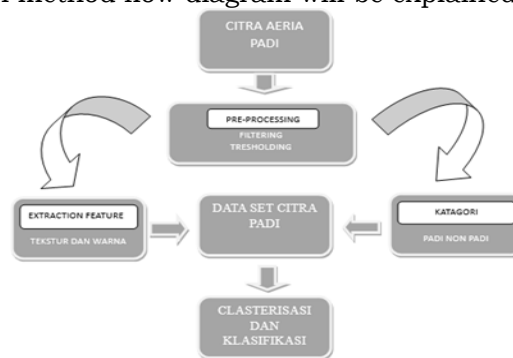 method flow diagram will be explained
CITRA AERIA
PADI
PRE-PROCESSING
FILTERING
TRESHOLDING
EXTRACTION FEATURE
TEKSTUR DAN WARNA
DATA SET CITRA
PADI
KATAGORI
PADI NON PADI
CLASTERISASI
DAN
KLASIFIKASI